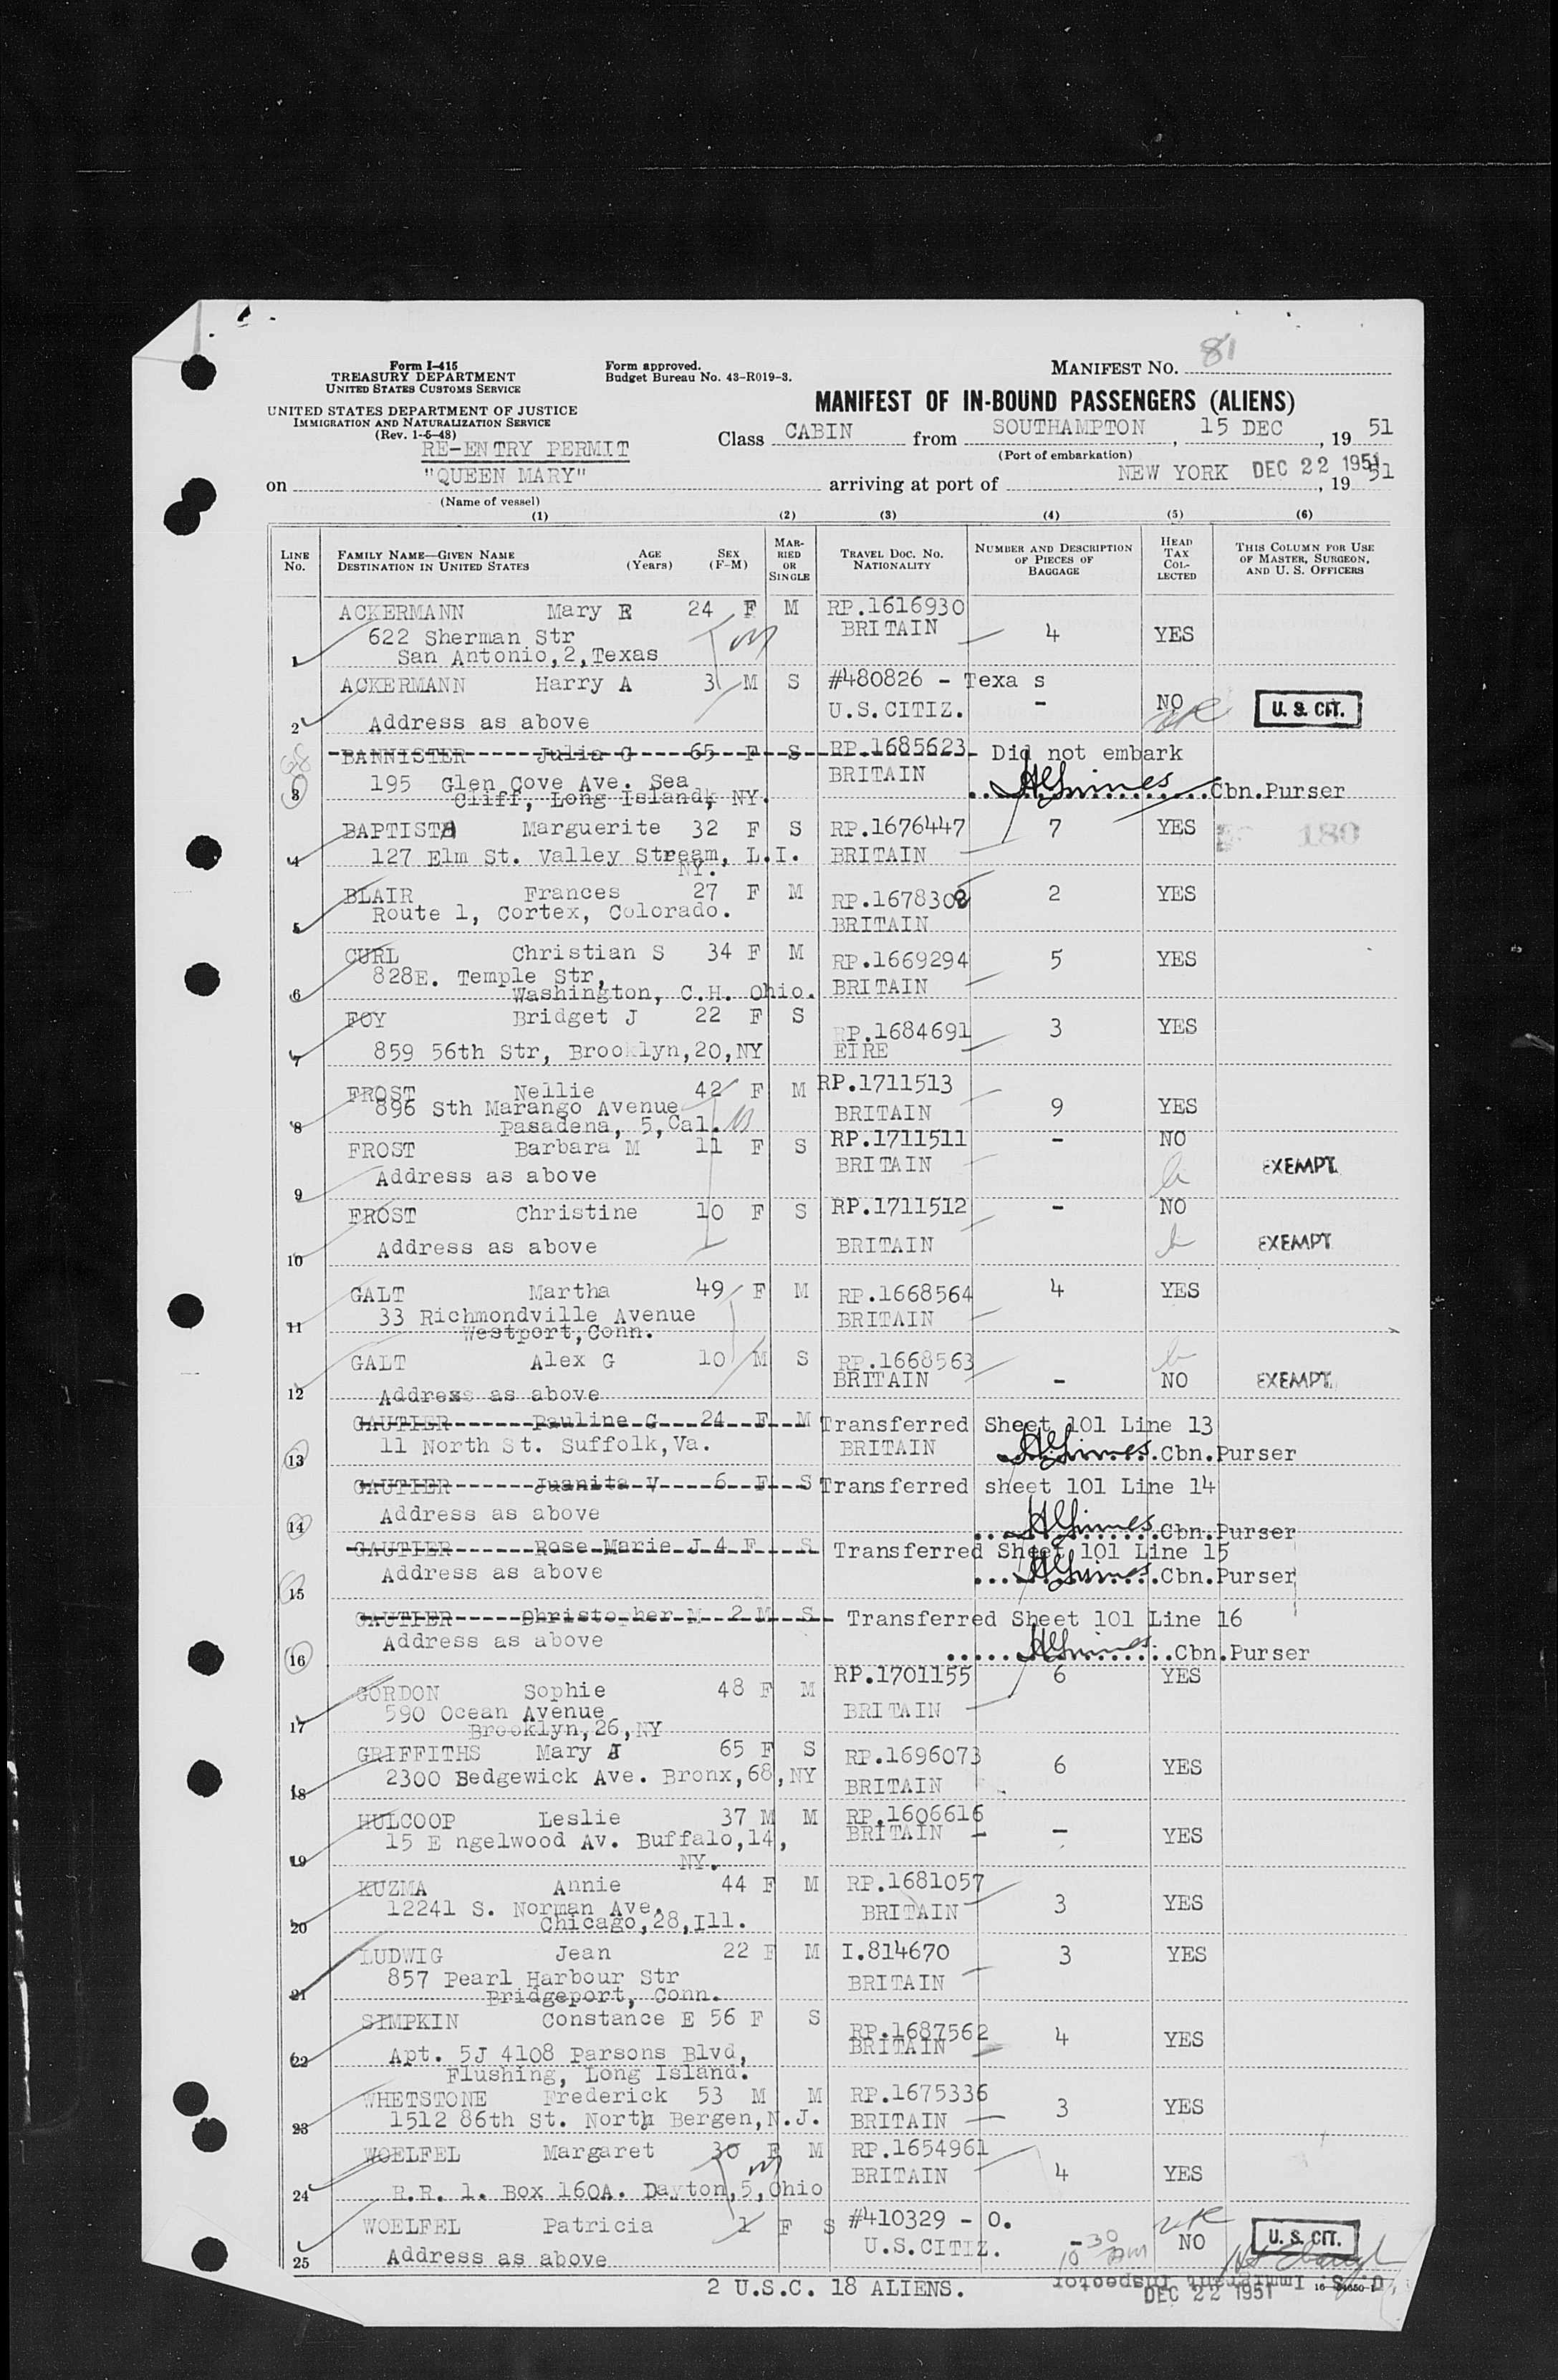 Form I-415
TREASURY DEPARTMENT
UNITED STATES CUSTOMS SERVICE
UNITED STATES DEPARTMENT OF JUSTICE
IMMIGRATION AND NATURALIZATION SERVICE
(Rev. 1-5-48)
Form approved.
Budget Bureau No. 43-R019-3.
MANIFEST NO. 81
MANIFEST OF IN-BOUND PASSENGERS (ALIENS)
RE-ENTRY PERMIT
Class CABIN from SOUTHAMPTON, 15 DEC, 19 51
(Port of embarkation)
on "QUEEN MARY" arriving at port of NEW YORK DEC 22 1951, 19 51
(Name of vessel)
(1) (2) (3) (4) (5) (6)
LINE NO. FAMILY NAME—GIVEN NAME DESTINATION IN UNITED STATES AGE (Years) SEX (F-M) MARRIED OR SINGLE TRAVEL DOC. NO. NATIONALITY NUMBER AND DESCRIPTION OF PIECES OF BAGGAGE HEAD TAX COLLECTED THIS COLUMN FOR USE OF MASTER, SURGEON, AND U. S. OFFICERS
ACKERMANN Mary E 24 F M RP.1616930
622 Sherman Str BRITAIN 4 YES
1 San Antonio,2,Texas
ACKERMANN Harry A 3 M S #480826 - Texa s
2 Address as above U.S.CITIZ. - NO U. S. CIT.
BANNISTER Julia G 65 F S RP.1685623 Did not embark
195 Glen Cove Ave. Sea BRITAIN
3 Cliff, Long Island, NY. Cbn.Purser
BAPTISTA Marguerite 32 F S RP.1676447 7 YES 180
4 127 Elm St. Valley Stream, L.I. BRITAIN
NY.
BLAIR Frances 27 F M RP.1678302 2 YES
5 Route 1, Cortex, Colorado. BRITAIN
CURL Christian S 34 F M RP.1669294 5 YES
828E. Temple Str,
6 Washington, C.H. Ohio. BRITAIN
FOY Bridget J 22 F S RP.1684691 3 YES
7 859 56th Str, Brooklyn,20,NY EIRE
FROST Nellie 42 F M RP.1711513
896 Sth Marango Avenue BRITAIN 9 YES
8 Pasadena, 5,Cal.
FROST Barbara M 11 F S RP.1711511 - NO
9 Address as above BRITAIN EXEMPT
FROST Christine 10 F S RP.1711512 - NO
10 Address as above BRITAIN EXEMPT
GALT Martha 49 F M RP.1668564 4 YES
33 Richmondville Avenue BRITAIN
11 Westport,Conn.
GALT Alex G 10 M S RP.1668563
12 Address as above BRITAIN - NO EXEMPT
GAUTIER Pauline G 24 F M Transferred Sheet 101 Line 13
13 11 North St. Suffolk,Va. BRITAIN Cbn.Purser
GAUTIER Juanita V 6 F S Transferred sheet 101 Line 14
14 Address as above Cbn.Purser
GAUTIER Rose Marie J 4 F S Transferred Sheet 101 Line 15
15 Address as above Cbn.Purser
GAUTIER Christopher M 2 M S Transferred Sheet 101 Line 16
16 Address as above Cbn.Purser
GORDON Sophie 48 F M RP.1701155 6 YES
590 Ocean Avenue BRITAIN
17 Brooklyn,26,NY
GRIFFITHS Mary A 65 F S RP.1696073 6 YES
18 2300 Sedgewick Ave. Bronx,68,NY BRITAIN
HULCOOP Leslie 37 M M RP.1606616
15 E ngelwood Av. Buffalo,14, BRITAIN - - YES
19 NY.
KUZMA Annie 44 F M RP.1681057
12241 S. Norman Ave. BRITAIN 3 YES
20 Chicago,28,Ill.
LUDWIG Jean 22 F M I.814670 3 YES
857 Pearl Harbour Str BRITAIN
21 Bridgeport, Conn.
SIMPKIN Constance E 56 F S RP.1687562 4 YES
22 Apt. 5J 4108 Parsons Blvd, BRITAIN
Flushing, Long Island.
WHETSTONE Frederick 53 M M RP.1675336 3 YES
23 1512 86th St. North Bergen,N.J. BRITAIN
WOELFEL Margaret 30 F M RP.1654961
24 R.R. 1. Box 160A. Dayton,5,Ohio BRITAIN 4 YES
WOELFEL Patricia 1 F S #410329 - O.
25 Address as above U.S.CITIZ. - NO U. S. CIT.
10 30 AM
2 U.S.C. 18 ALIENS.
U. S. Immigrant Inspector
DEC 22 1951